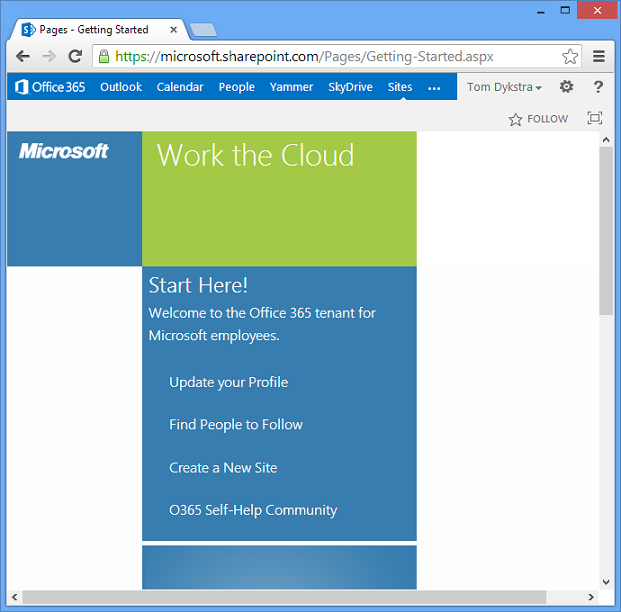 Pages - Getting Started
https://microsoft.sharepoint.com/Pages/Getting-Started.aspx
Office 365 Outlook Calendar People Yammer SkyDrive Sites ••• Tom Dykstra ?
FOLLOW
Microsoft
Work the Cloud
Start Here!
Welcome to the Office 365 tenant for
Microsoft employees.
Update your Profile
Find People to Follow
Create a New Site
O365 Self-Help Community